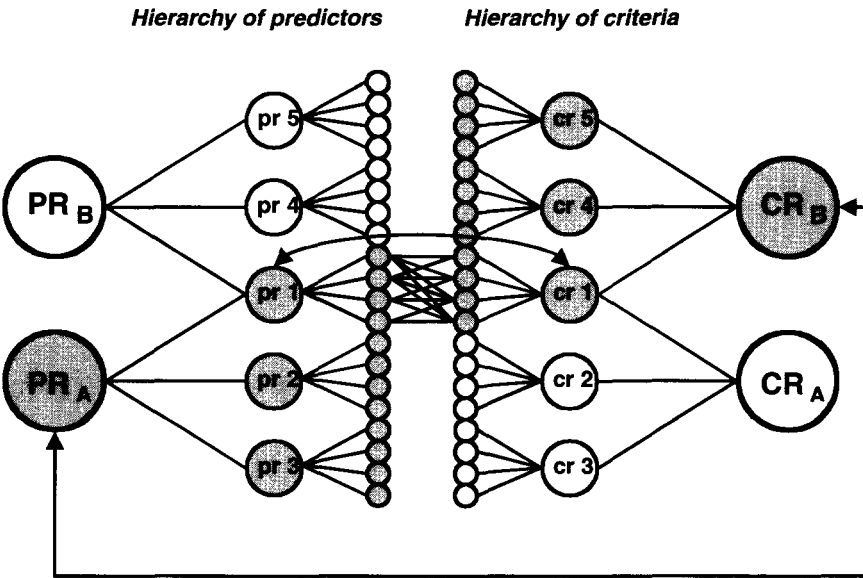 Hierarchy of predictors
Hierarchy of criteria
pr 5
cr 5
PR B
pr 4
cr 4
CR B
pr 1
cr 1
PR A
pr 2
cr 2
CR A
pr 3
cr 3